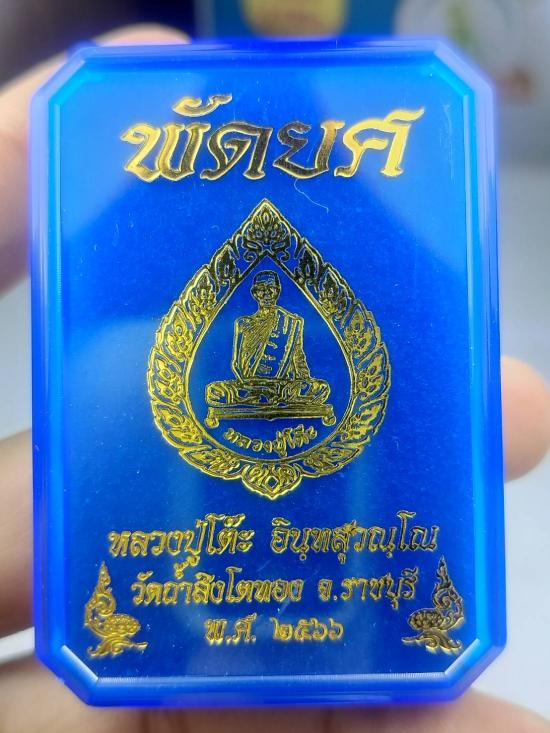 พัดยศ
หลวงปู่โต๊ะ
หลวงปู่โต๊ะ อินฺทสุวณฺโณ
วัดถ้ำสิงโตทอง จ.ราชบุรี
พ.ศ. ๒๕๖๖